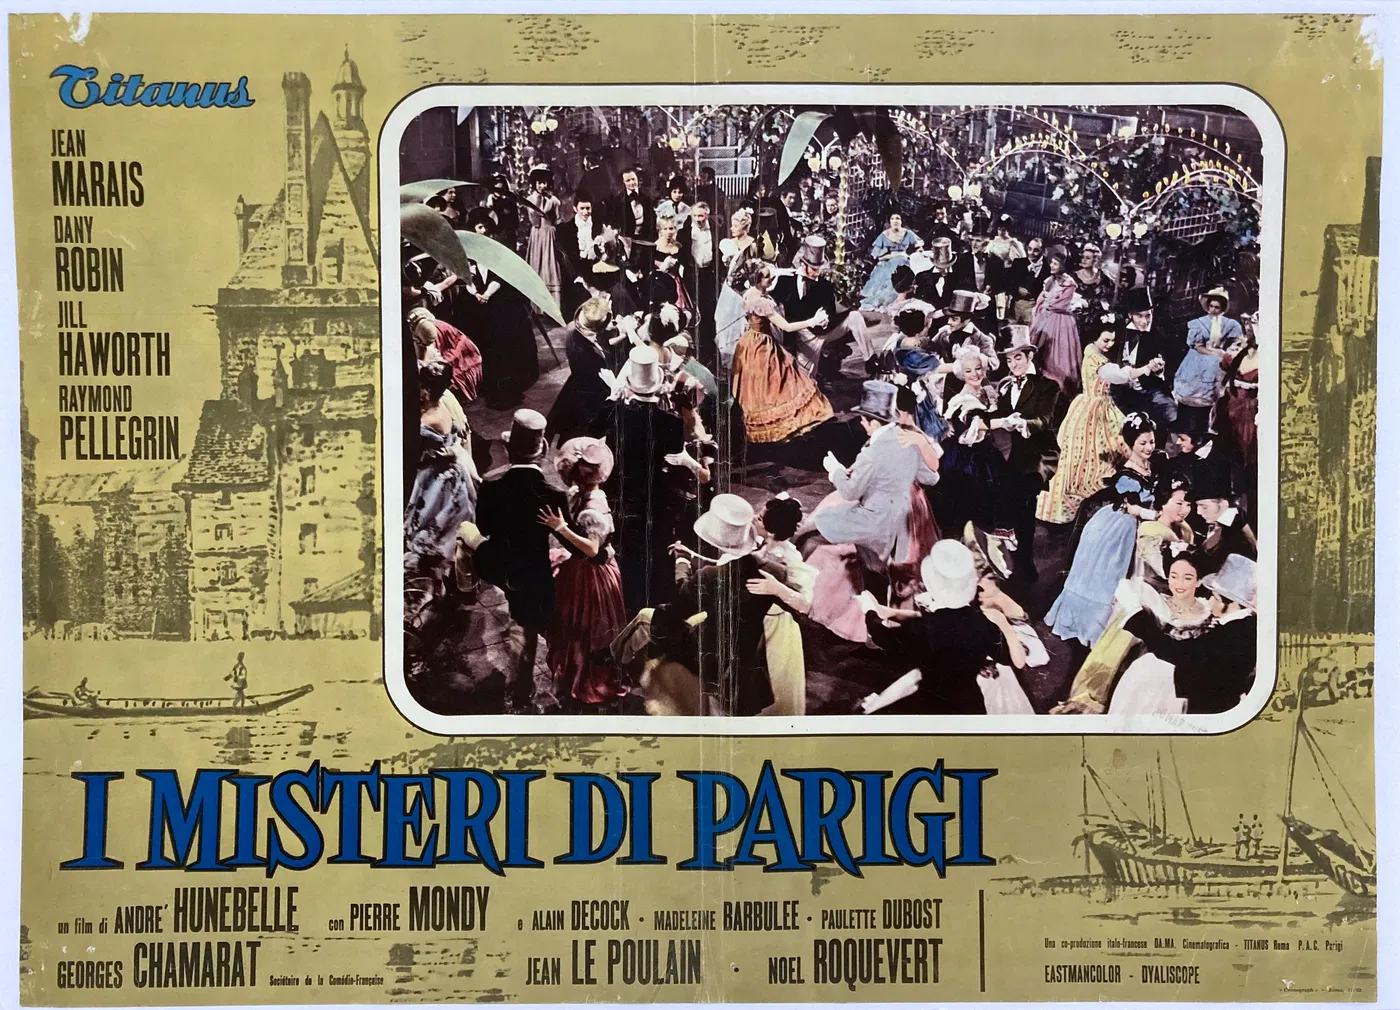 Titanus
JEAN
MARAIS
DANY
ROBIN
JILL
HAWORTH
RAYMOND
PELLEGRIN
I MISTERI DI PARIGI
un film di ANDRE' HUNEBELLE con PIERRE MONDY e ALAIN DECOCK · MADELEINE BARBULEE · PAULETTE DUBOST
GEORGES CHAMARAT Sociétaire de la Comédie-Française JEAN LE POULAIN · NOEL ROQUEVERT
Una co-produzione italo-francese DA.MA. Cinematografica - TITANUS Roma P.A.C. Parigi
EASTMANCOLOR - DYALISCOPE